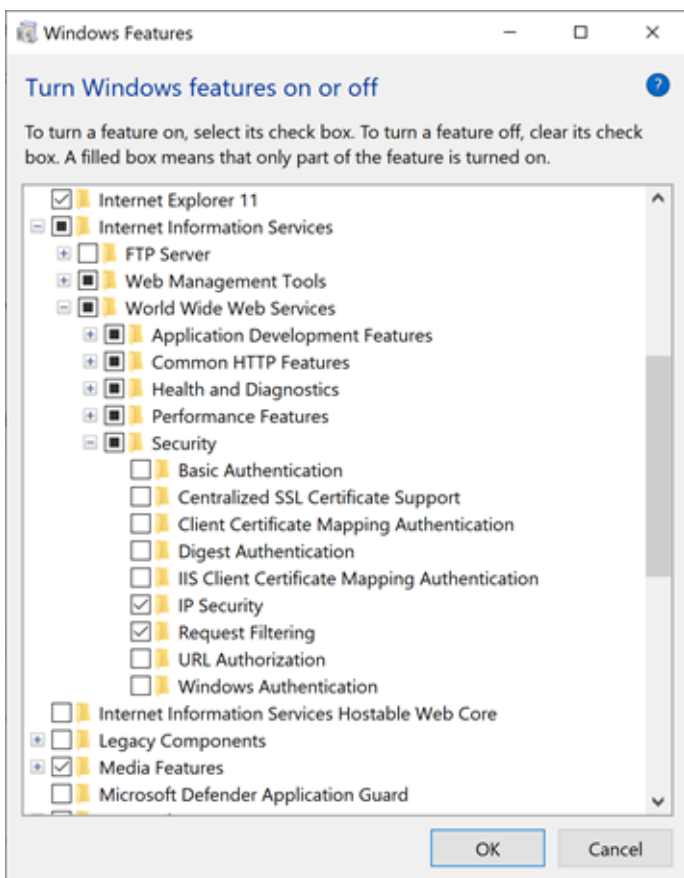 Windows Features
Turn Windows features on or off
?
To turn a feature on, select its check box. To turn a feature off, clear its check
box. A filled box means that only part of the feature is turned on.
Internet Explorer 11
Internet Information Services
FTP Server
Web Management Tools
World Wide Web Services
Application Development Features
Common HTTP Features
Health and Diagnostics
Performance Features
Security
Basic Authentication
Centralized SSL Certificate Support
Client Certificate Mapping Authentication
Digest Authentication
IIS Client Certificate Mapping Authentication
IP Security
Request Filtering
URL Authorization
Windows Authentication
Internet Information Services Hostable Web Core
Legacy Components
Media Features
Microsoft Defender Application Guard
OK
Cancel